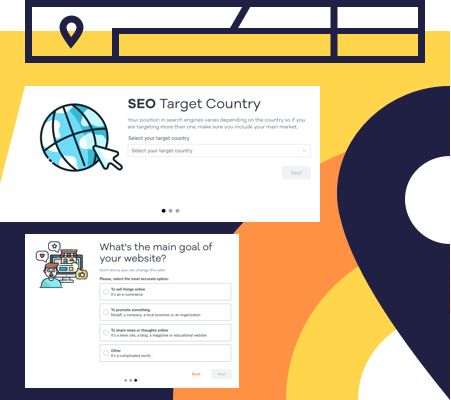 SEO Target Country
Your position in search engines varies depending on the country so if you
are targeting more than one, make sure you include your main market.
Select your target country
Select your target country
Next
What's the main goal of
your website?
Don't worry, you can change this later
Please, select the most accurate option:
To sell things online
It's an e-commerce
To promote something
Myself, a company, a local business or an organization
To share news or thoughts online
It's a news site, a blog, a magazine or educational website
Other
It's a complicated world...
Back
Next